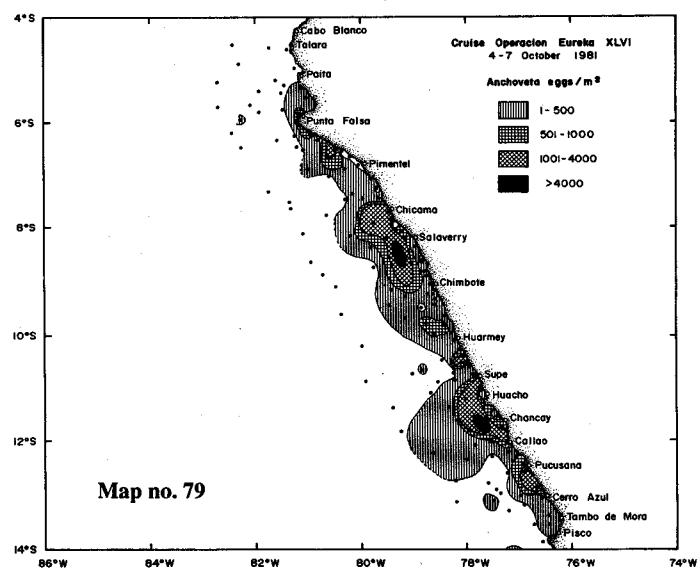 4°S
Cabo Blanco
Talara
Cruise Operacion Eureka XLVI
4-7 October 1981
Paita
Anchoveta eggs/m³
1-500
6°S
Punta Falsa
501-1000
1001-4000
Pimentel
>4000
8°S
Chicama
Salaverry
Chimbote
10°S
Huarmey
Supe
Huacho
Chancay
12°S
Callao
Pucusana
Map no. 79
Cerro Azul
Tambo de Mora
Pisco
14°S
86°W 84°W 82°W 80°W 78°W 76°W 74°W